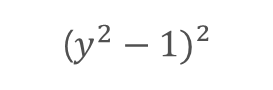 (y² − 1)²